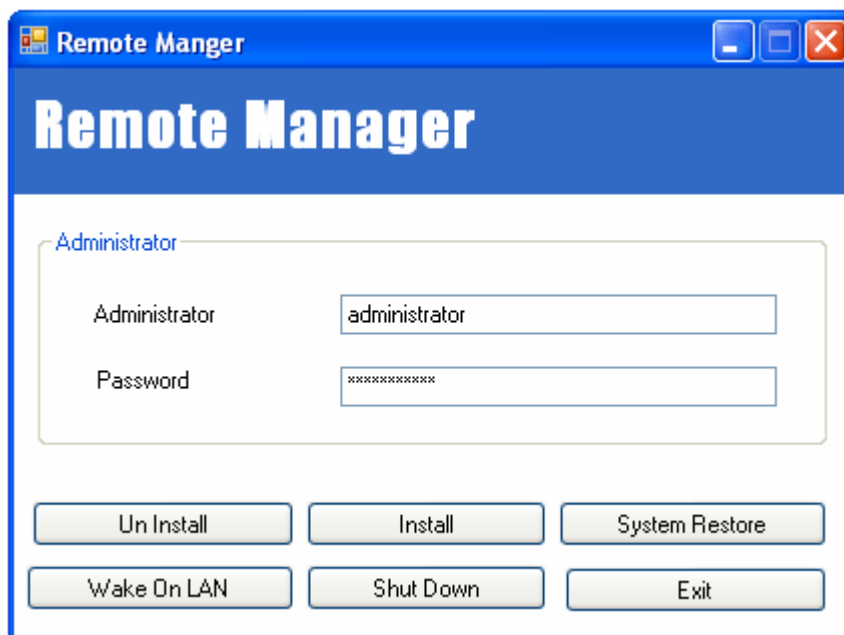 Remote Manger
Remote Manager
Administrator
Administrator administrator
Password ***********
Un Install Install System Restore
Wake On LAN Shut Down Exit